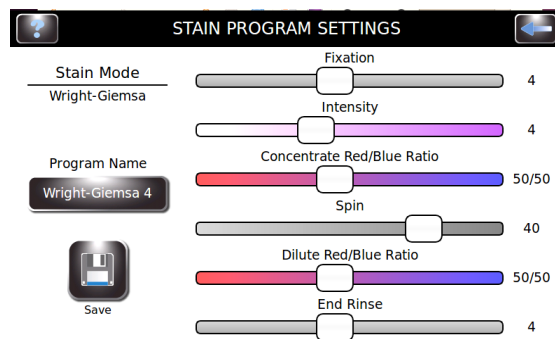 ?
STAIN PROGRAM SETTINGS
Stain Mode
Wright-Giemsa
Program Name
Wright-Giemsa 4
Save
Fixation
4
Intensity
4
Concentrate Red/Blue Ratio
50/50
Spin
40
Dilute Red/Blue Ratio
50/50
End Rinse
4